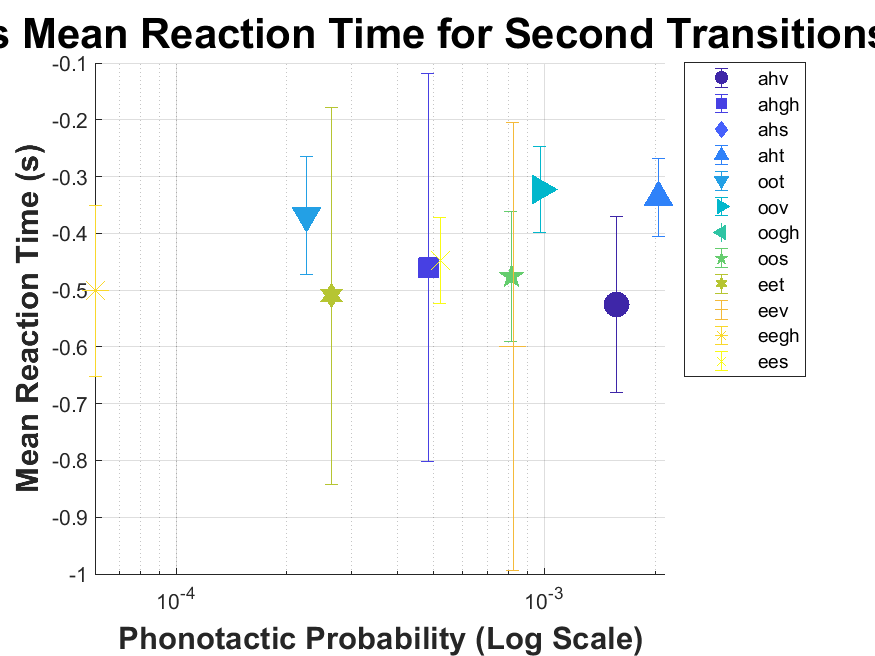 s Mean Reaction Time for Second Transitions
-0.1
-0.2
-0.3
-0.4
-0.5
-0.6
-0.7
-0.8
-0.9
-1
Mean Reaction Time (s)
10-4
10-3
Phonotactic Probability (Log Scale)
ahv
ahgh
ahs
aht
oot
oov
oogh
oos
eet
eev
eegh
ees